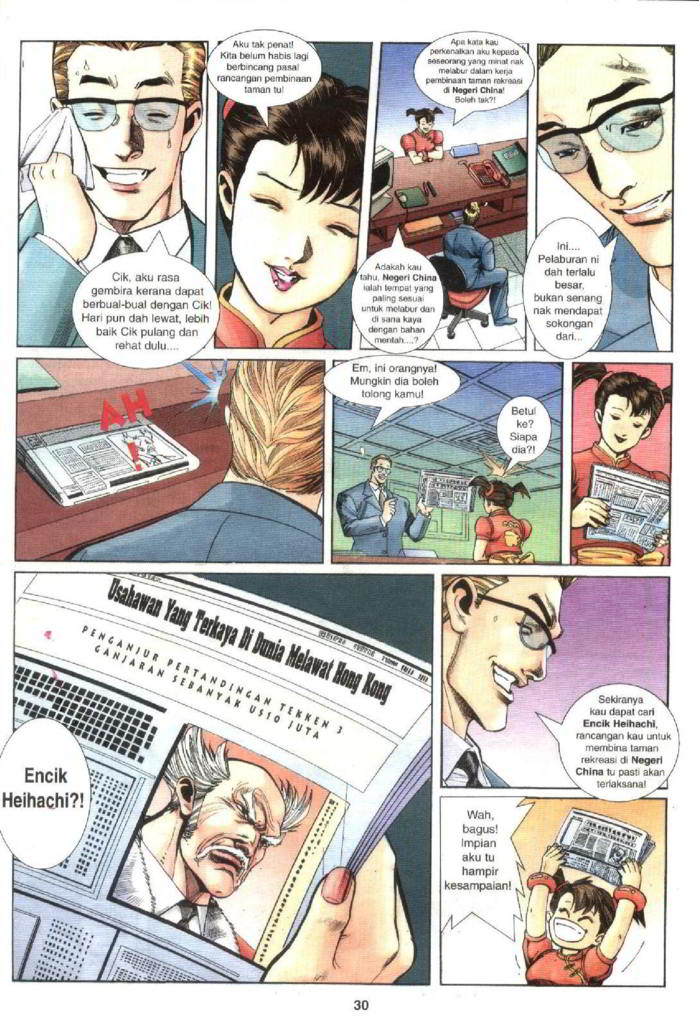 Cik, aku rasa
gembira kerana dapat
berbual-bual dengan Cik!
Hari pun dah lewat, lebih
baik Cik pulang dan
rehat dulu....
Aku tak penat!
Kita belum habis lagi
berbincang pasal
rancangan pembinaan
taman tu!
Apa kata kau
perkenalkan aku kepada
seseorang yang minat nak
melabur dalam kerja
pembinaan taman rekreasi
di Negeri China!
Boleh tak?!
Adakah kau
tahu, Negeri China
ialah tempat yang
paling sesuai
untuk melabur dan
di sana kaya
dengan bahan
mentah....?
Ini....
Pelaburan ni
dah terlalu
besar,
bukan senang
nak mendapat
sokongan
dari...
AH
!
Em, ini orangnya!
Mungkin dia boleh
tolong kamu!
Betul
ke?
Siapa
dia?!
Usahawan Yang Terkaya Di Dunia Melawat Hong Kong
PENGANJUR PERTANDINGAN TEKKEN 3
GANJARAN SEBANYAK US10 JUTA
Encik
Heihachi?!
Sekiranya
kau dapat cari
Encik Heihachi,
rancangan kau untuk
membina taman
rekreasi di Negeri
China tu pasti akan
terlaksana!
Wah,
bagus!
Impian
aku tu
hampir
kesampaian!
30